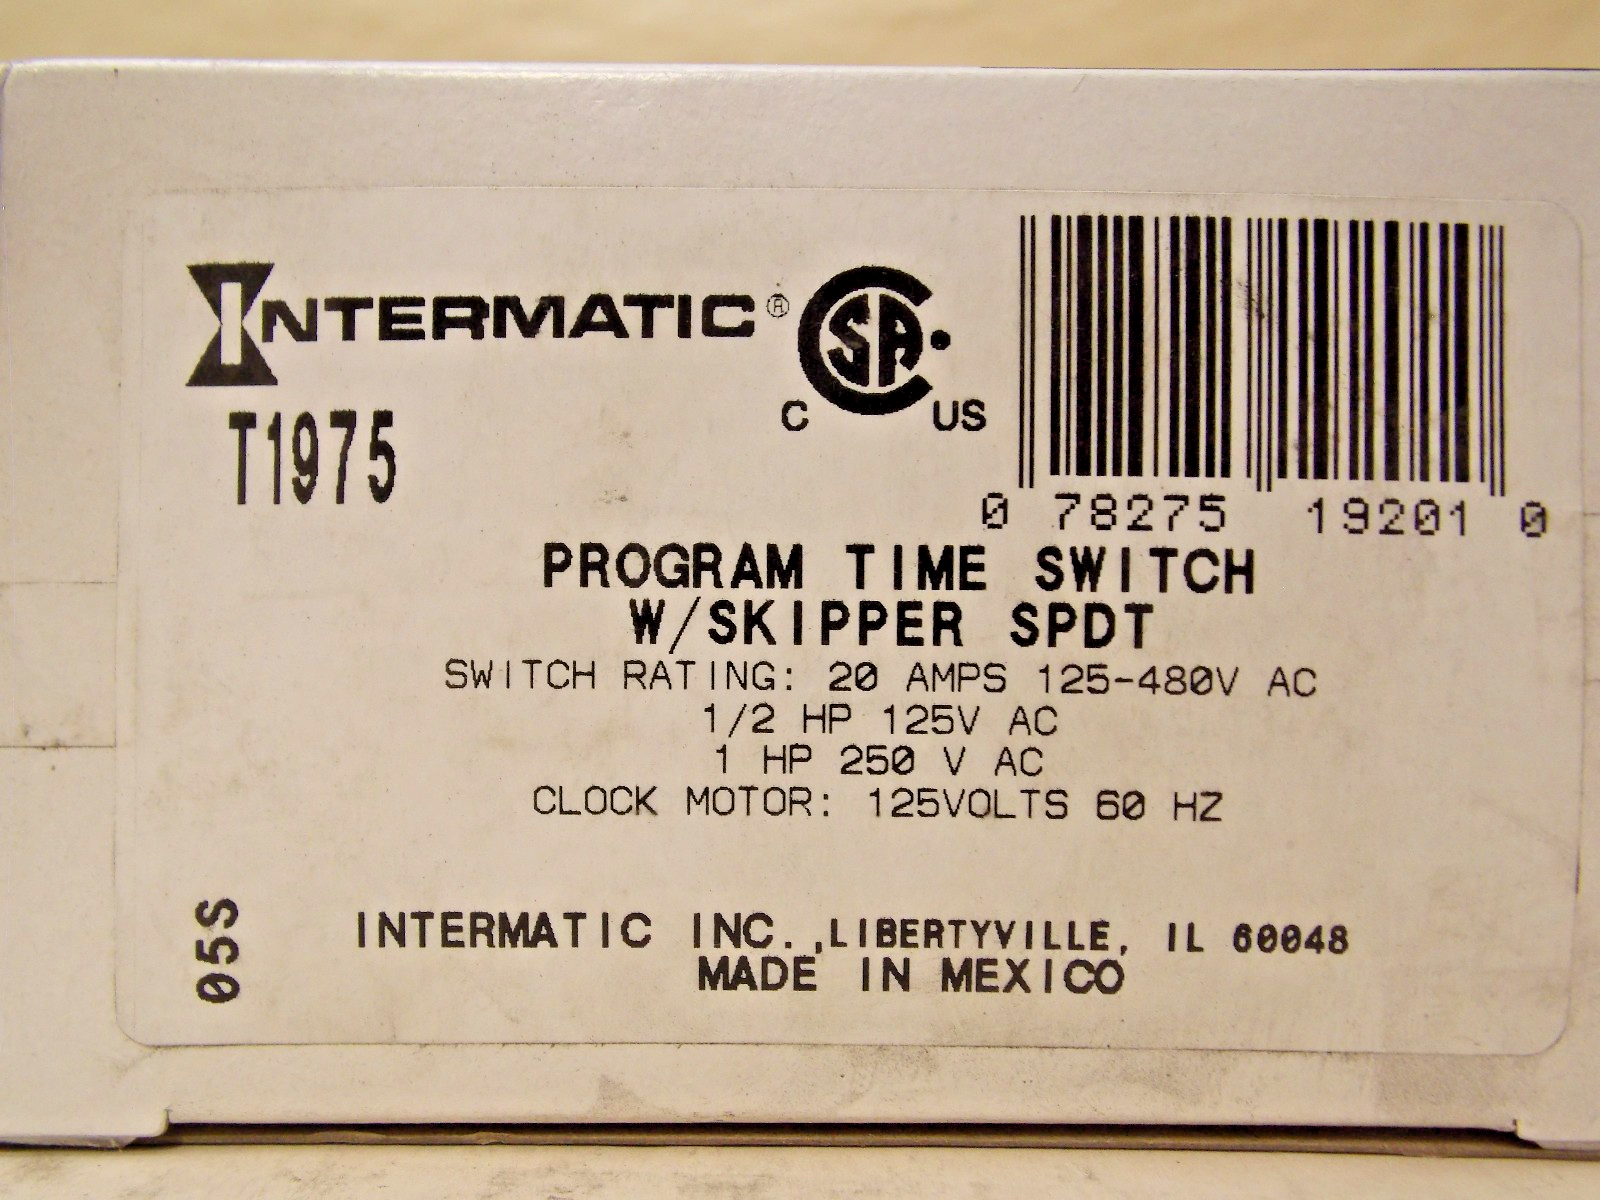 INTERMATIC®
CSA
C US
T1975
0 78275 19201 0
PROGRAM TIME SWITCH
W/SKIPPER SPDT
SWITCH RATING: 20 AMPS 125-480V AC
1/2 HP 125V AC
1 HP 250 V AC
CLOCK MOTOR: 125VOLTS 60 HZ
05S
INTERMATIC INC. ,LIBERTYVILLE, IL 60048
MADE IN MEXICO